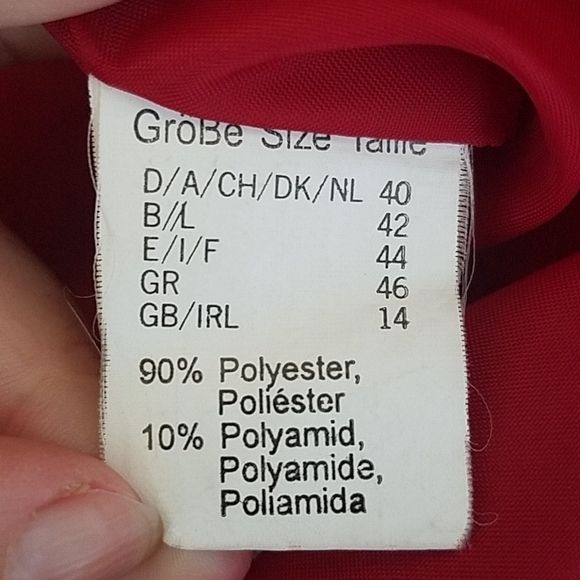 Größe Size Taille
D/A/CH/DK/NL 40
B/L 42
E/I/F 44
GR 46
GB/IRL 14
90% Polyester,
Poliéster
10% Polyamid,
Polyamide,
Poliamida